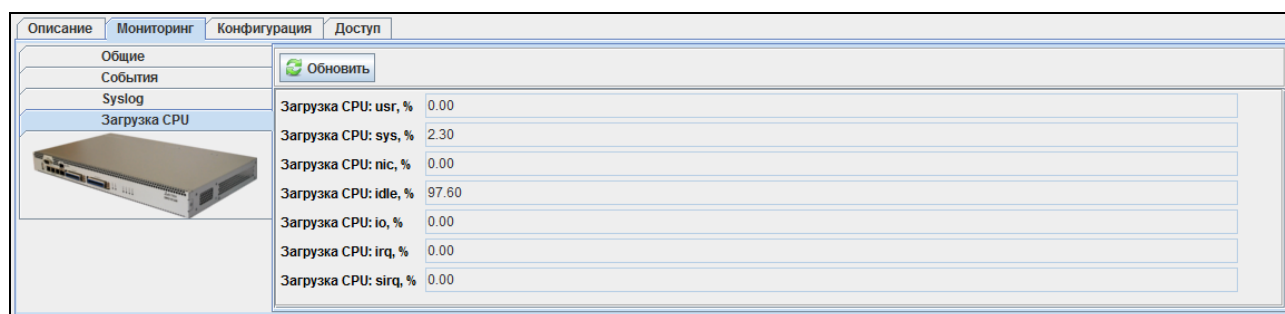 Описание Мониторинг Конфигурация Доступ
Общие
События
Syslog
Загрузка CPU
Обновить
Загрузка CPU: usr, % 0.00
Загрузка CPU: sys, % 2.30
Загрузка CPU: nic, % 0.00
Загрузка CPU: idle, % 97.60
Загрузка CPU: io, % 0.00
Загрузка CPU: irq, % 0.00
Загрузка CPU: sirq, % 0.00